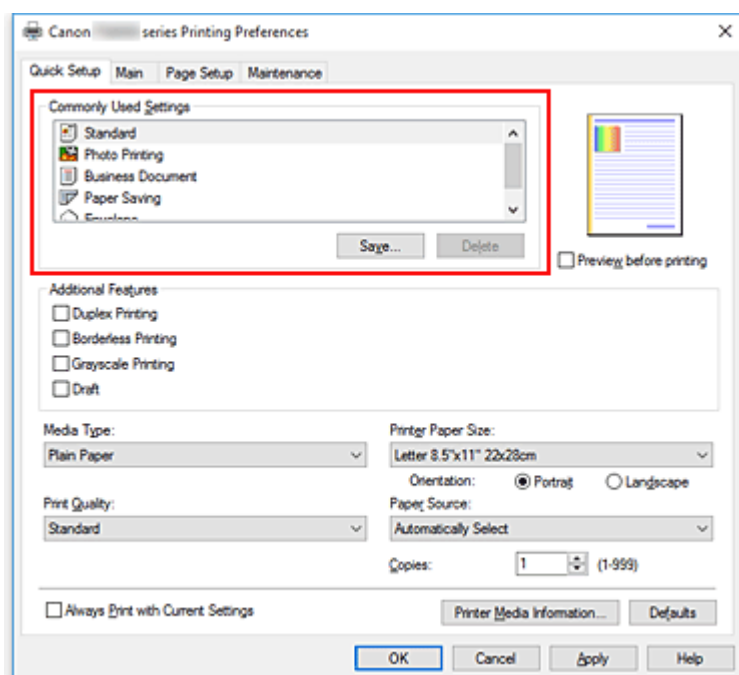 Canon series Printing Preferences
Quick Setup Main Page Setup Maintenance
Commonly Used Settings
Standard
Photo Printing
Business Document
Paper Saving
Envelope
Save... Delete
Preview before printing
Additional Features
Duplex Printing
Borderless Printing
Grayscale Printing
Draft
Media Type: Printer Paper Size:
Plain Paper Letter 8.5"x11" 22x28cm
Orientation: Portrait Landscape
Print Quality: Paper Source:
Standard Automatically Select
Copies: 1 (1-999)
Always Print with Current Settings Printer Media Information... Defaults
OK Cancel Apply Help